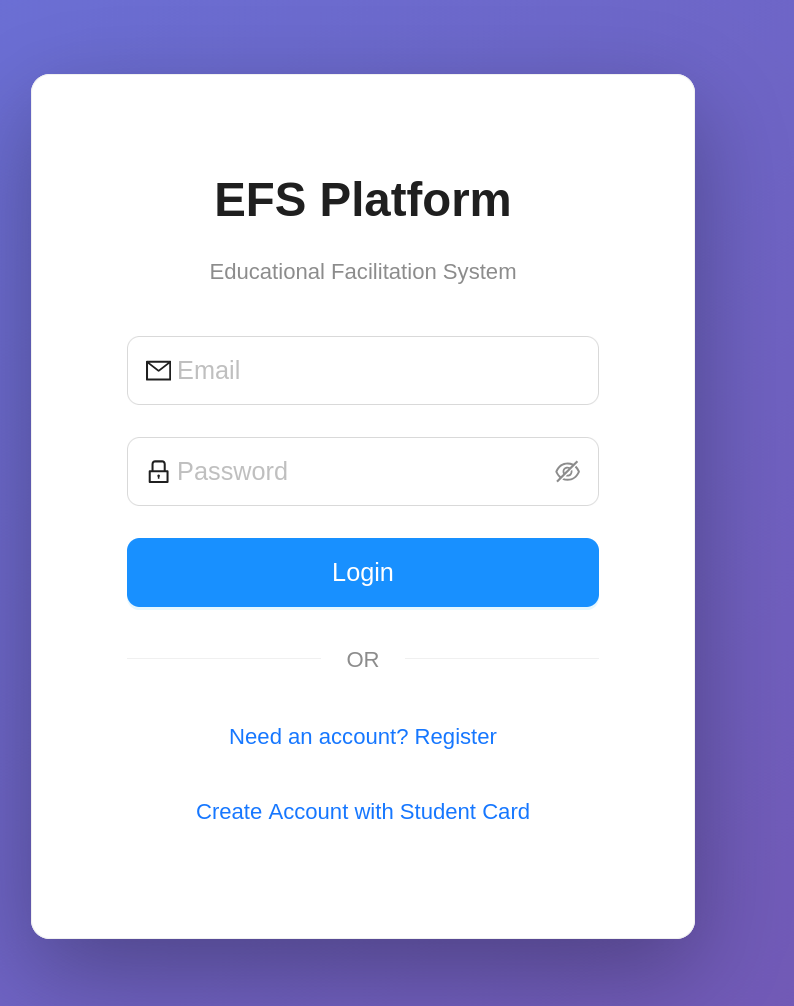 EFS Platform
Educational Facilitation System
Email
Password
Login
OR
Need an account? Register
Create Account with Student Card